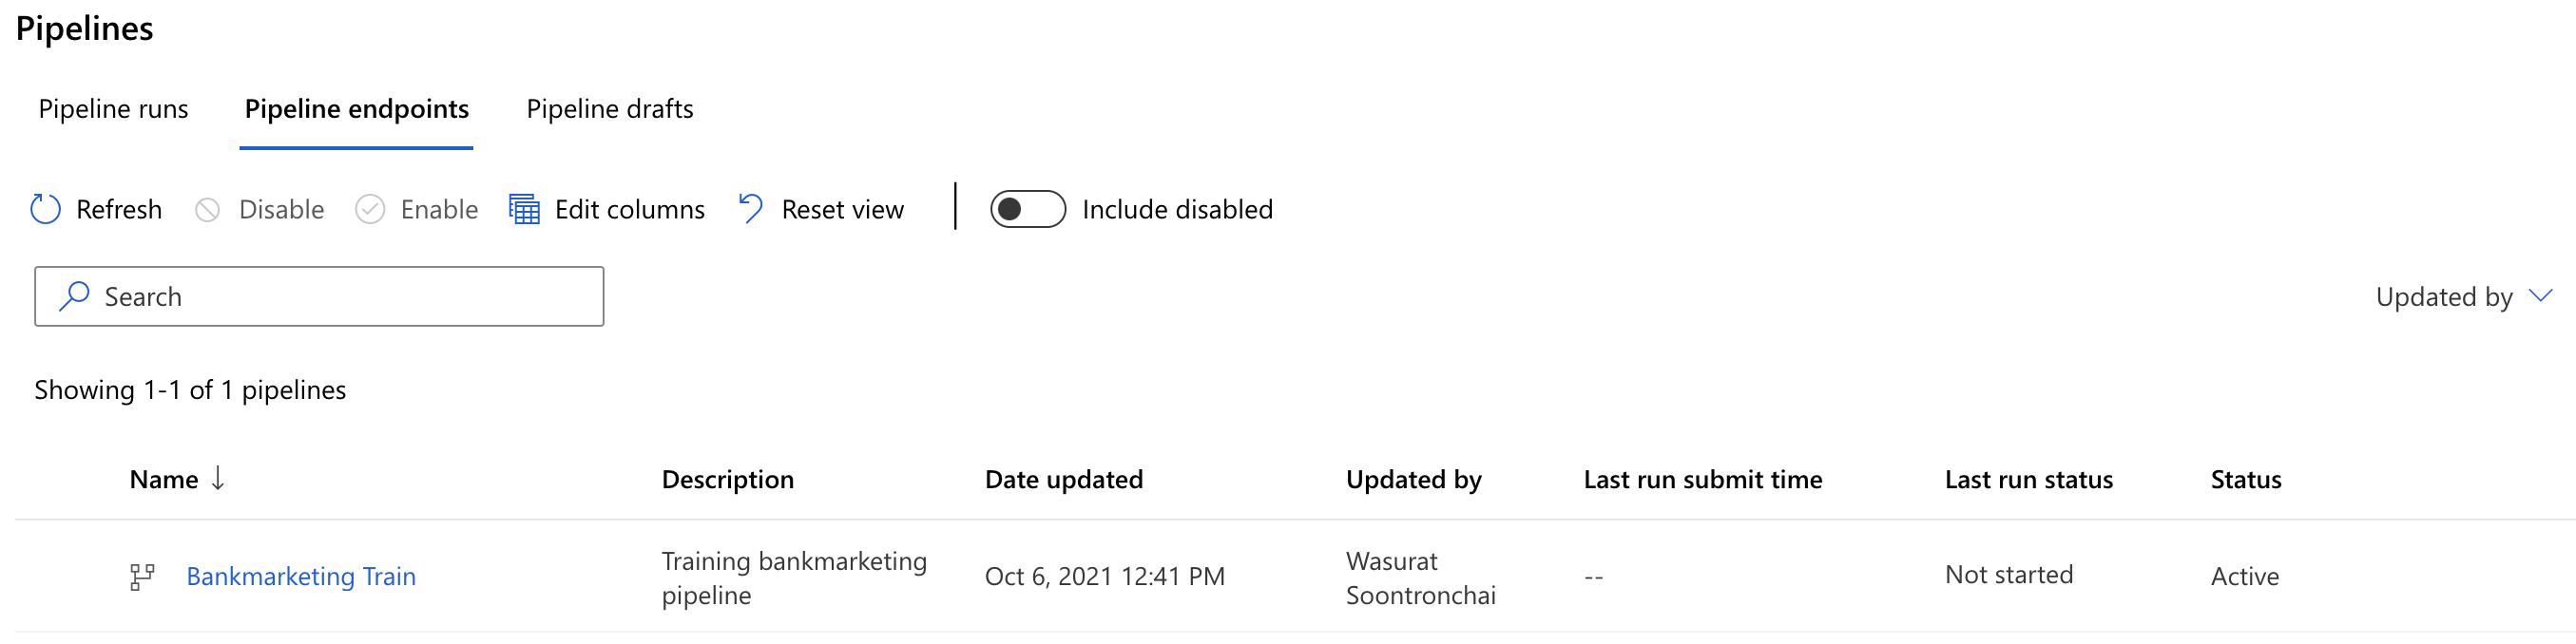 Pipelines
Pipeline runs Pipeline endpoints Pipeline drafts
Refresh Disable Enable Edit columns Reset view Include disabled
Search Updated by
Showing 1-1 of 1 pipelines
Name ↓ Description Date updated Updated by Last run submit time Last run status Status
Bankmarketing Train Training bankmarketing Oct 6, 2021 12:41 PM Wasurat -- Not started Active
pipeline Soontronchai